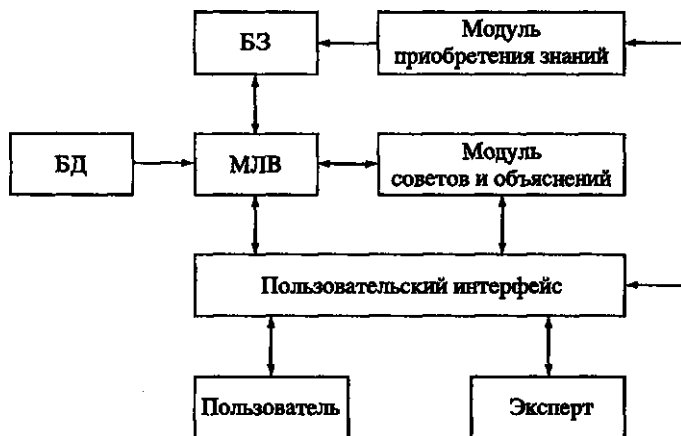 БЗ
Модуль
приобретения знаний
БД
МЛВ
Модуль
советов и объяснений
Пользовательский интерфейс
Пользователь
Эксперт